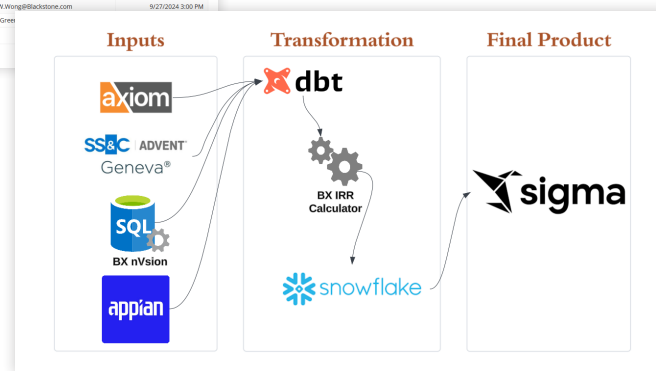 W.Wong@Blackstone.com 9/27/2024 3:00 PM
Green
Inputs
Transformation
Final Product
axiom
SS&C | ADVENT®
Geneva®
SQL
BX nVsion
appian
dbt
BX IRR
Calculator
snowflake
sigma